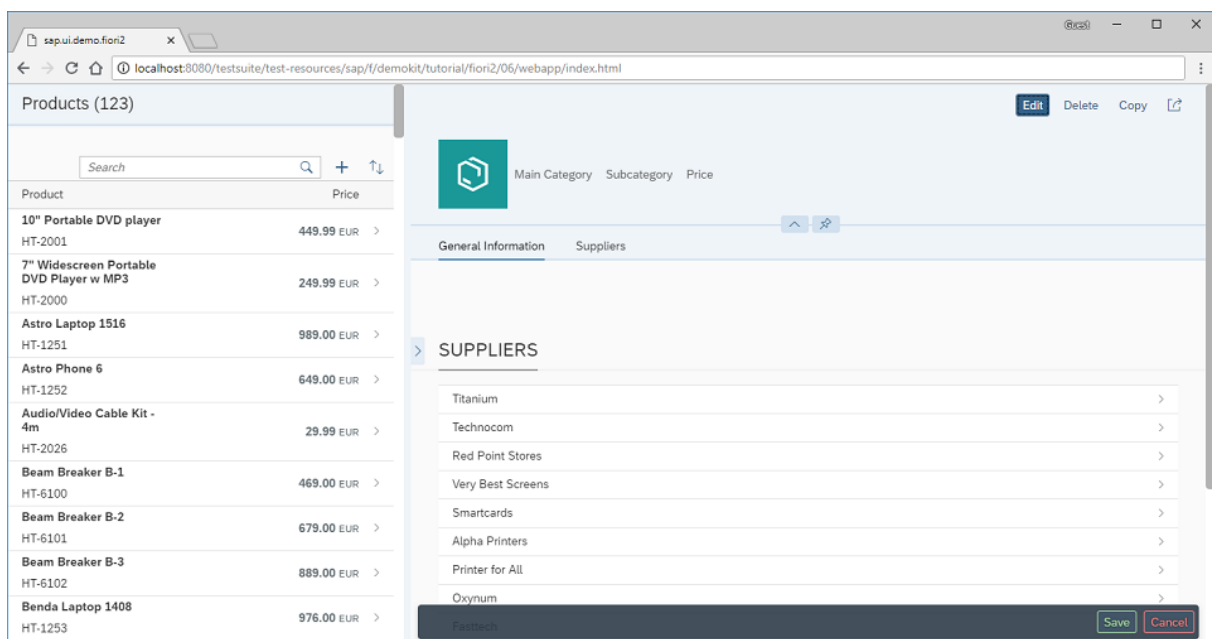 sap.ui.demo.fiori2
Guest
localhost:8080/testsuite/test-resources/sap/f/demokit/tutorial/fiori2/06/webapp/index.html
Products (123)
Edit Delete Copy
Search
Main Category Subcategory Price
Product Price
10" Portable DVD player
HT-2001
449.99 EUR
General Information Suppliers
7" Widescreen Portable
DVD Player w MP3
HT-2000
249.99 EUR
Astro Laptop 1516
HT-1251
989.00 EUR
Astro Phone 6
HT-1252
649.00 EUR
Audio/Video Cable Kit -
4m
HT-2026
29.99 EUR
Beam Breaker B-1
HT-6100
469.00 EUR
Beam Breaker B-2
HT-6101
679.00 EUR
Beam Breaker B-3
HT-6102
889.00 EUR
Benda Laptop 1408
HT-1253
976.00 EUR
SUPPLIERS
Titanium
Technocom
Red Point Stores
Very Best Screens
Smartcards
Alpha Printers
Printer for All
Oxynum
Fasttech
Save Cancel